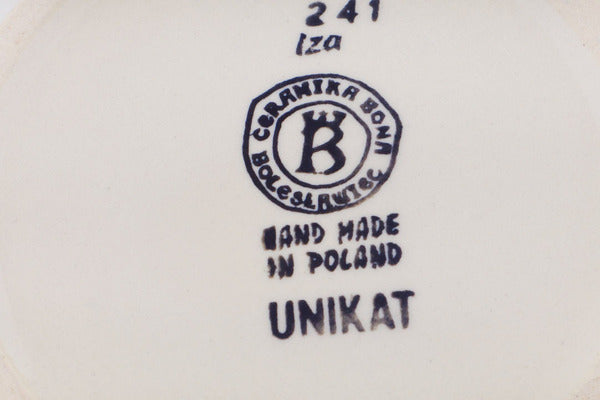 241
Iza
CERAMIKA BONA
B
BOLESŁAWIEC
HAND MADE
IN POLAND
UNIKAT